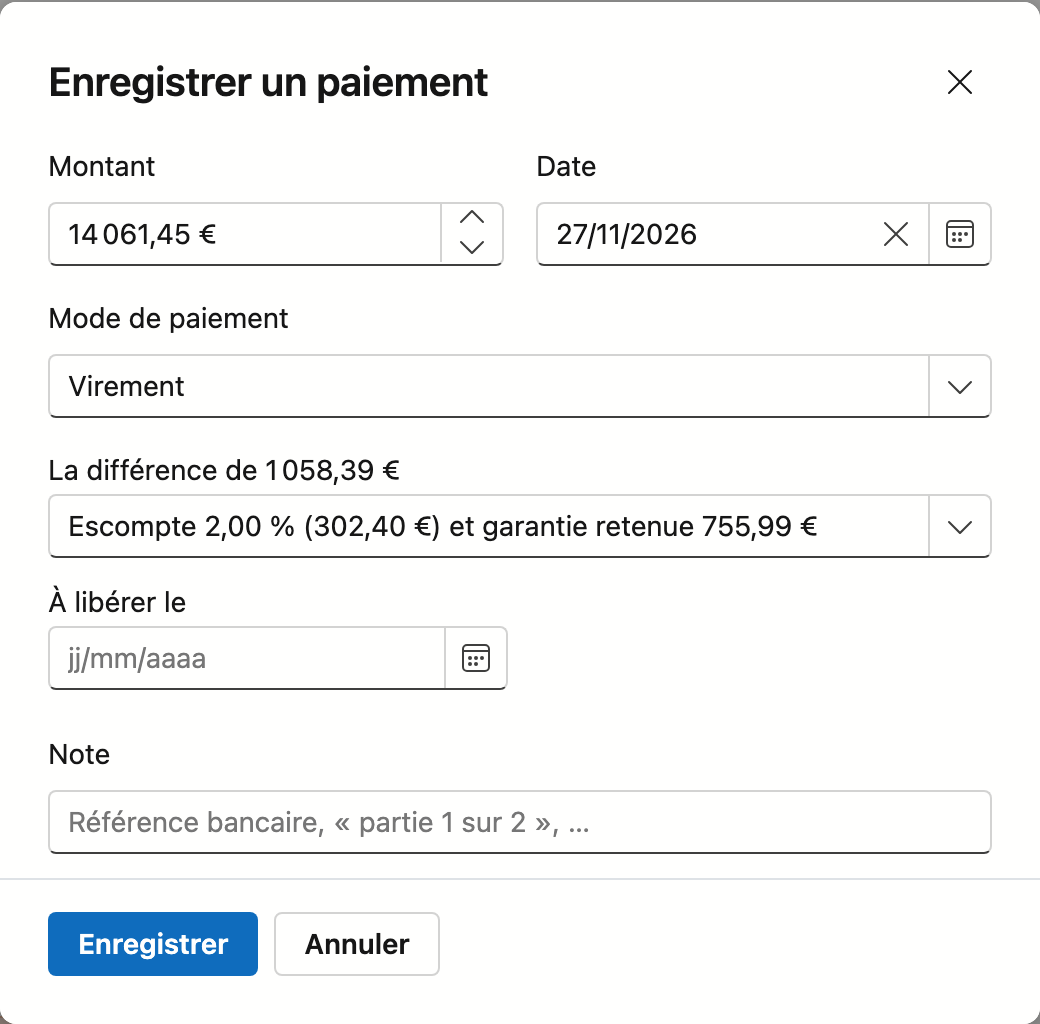 Enregistrer un paiement
Montant
Date
14 061,45 €
27/11/2026
Mode de paiement
Virement
La différence de 1 058,39 €
Escompte 2,00 % (302,40 €) et garantie retenue 755,99 €
À libérer le
jj/mm/aaaa
Note
Référence bancaire, « partie 1 sur 2 », ...
Enregistrer
Annuler